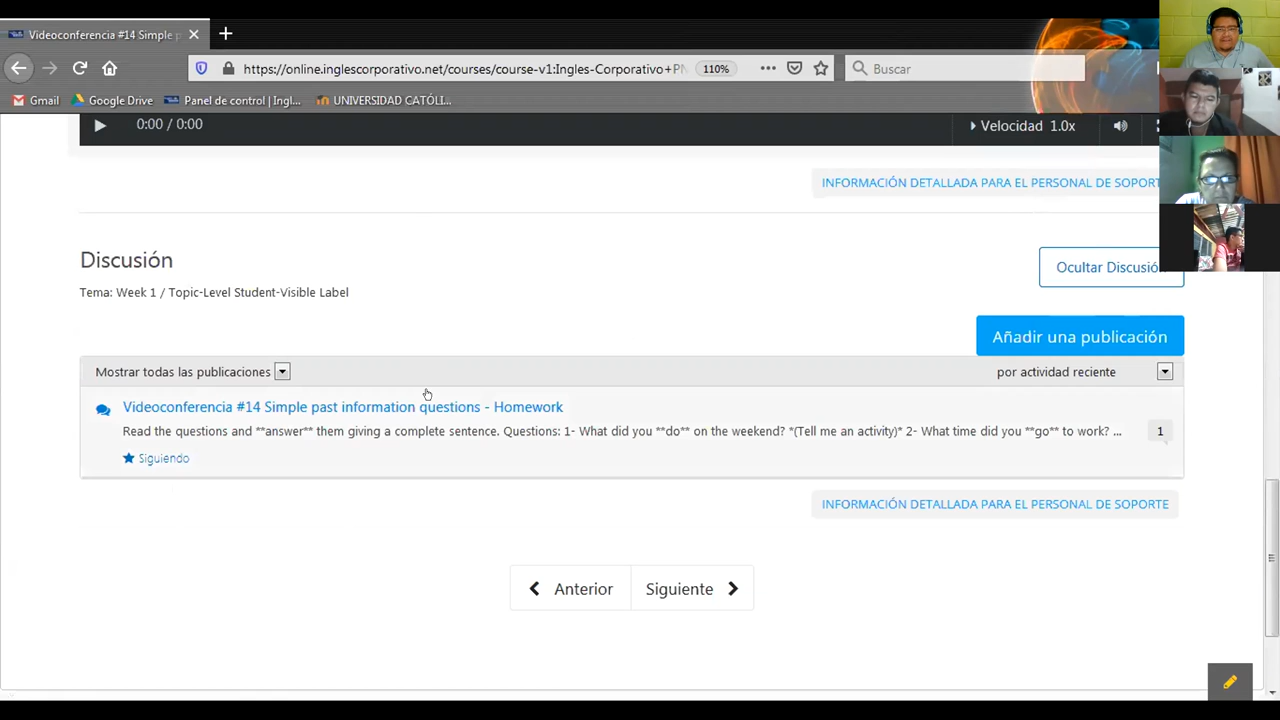 Videoconferencia #14 Simple p
https://online.inglescorporativo.net/courses/course-v1:Ingles-Corporativo+PN
110%
Buscar
Gmail
Google Drive
Panel de control | Ingl...
UNIVERSIDAD CATÓLI...
0:00 / 0:00
Velocidad 1.0x
INFORMACIÓN DETALLADA PARA EL PERSONAL DE SOPORT
Discusión
Ocultar Discusión
Tema: Week 1 / Topic-Level Student-Visible Label
Añadir una publicación
Mostrar todas las publicaciones
por actividad reciente
Videoconferencia #14 Simple past information questions - Homework
Read the questions and **answer** them giving a complete sentence. Questions: 1- What did you **do** on the weekend? *(Tell me an activity)* 2- What time did you **go** to work? ...
1
Siguiendo
INFORMACIÓN DETALLADA PARA EL PERSONAL DE SOPORTE
Anterior
Siguiente